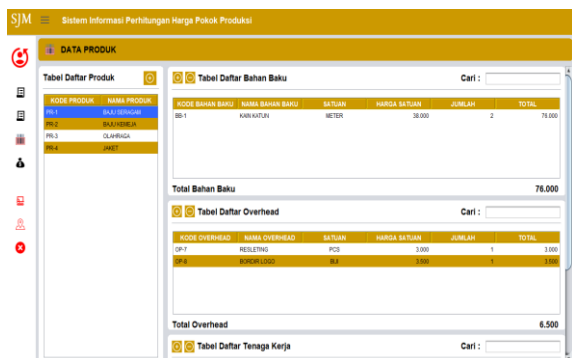 SJM Sistem Informasi Perhitungan Harga Pokok Produksi
DATA PRODUK
Tabel Daftar Produk
KODE PRODUK NAMA PRODUK
PR-1 BAJU SERAGAM
PR-2 BAJU KEMEJA
PR-3 OLAHRAGA
PR-4 JAKET
Tabel Daftar Bahan Baku Cari :
KODE BAHAN BAKU NAMA BAHAN BAKU SATUAN HARGA SATUAN JUMLAH TOTAL
BB-1 KAIN KATUN METER 38.000 2 76.000
Total Bahan Baku 76.000
Tabel Daftar Overhead Cari :
KODE OVERHEAD NAMA OVERHEAD SATUAN HARGA SATUAN JUMLAH TOTAL
OP-7 RESLETING PCS 3.000 1 3.000
OP-8 BORDIR LOGO BIJI 3.500 1 3.500
Total Overhead 6.500
Tabel Daftar Tenaga Kerja Cari :